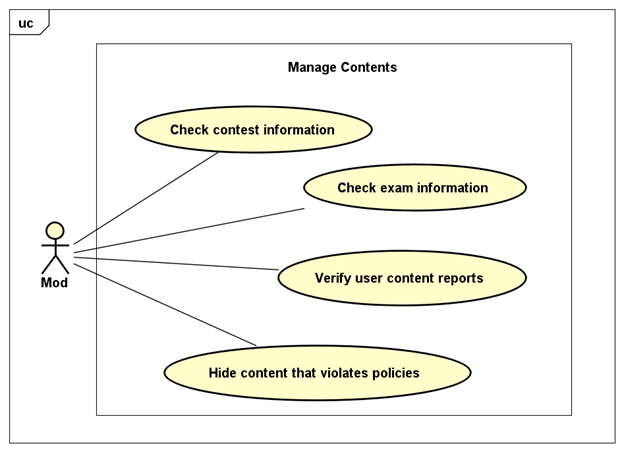 uc
Manage Contents
Check contest information
Check exam information
Verify user content reports
Mod
Hide content that violates policies